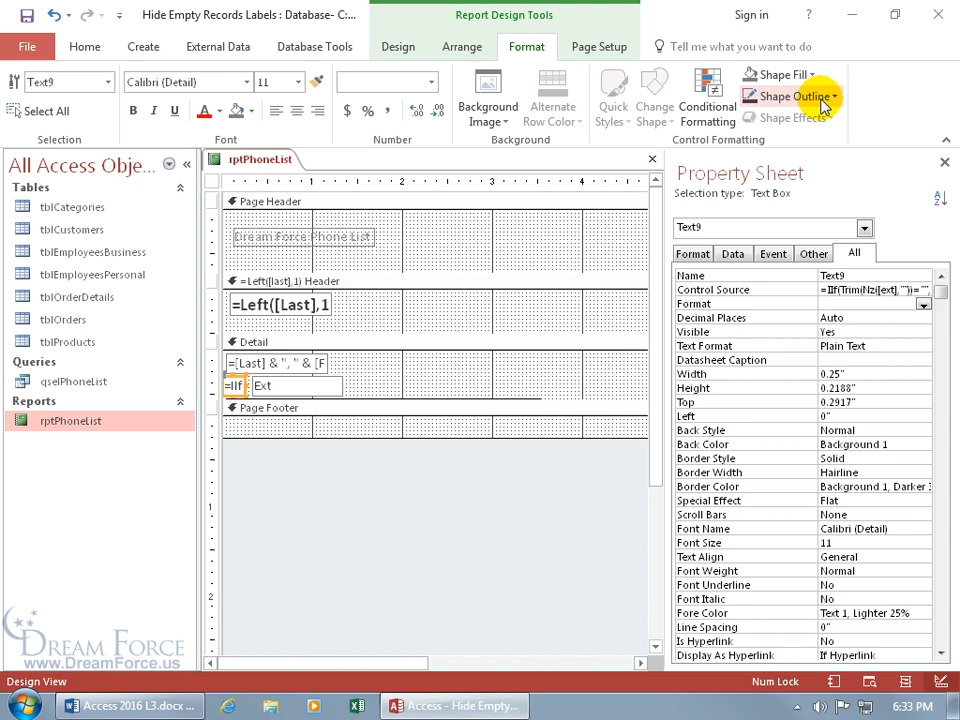 Hide Empty Records Labels : Database- C:...
Report Design Tools
Sign in
?
File
Home
Create
External Data
Database Tools
Design
Arrange
Format
Page Setup
Tell me what you want to do
Text9
Select All
Selection
Calibri (Detail)
11
B I U A
Font
$ % ,
Number
Background Image
Alternate Row Color
Background
Quick Styles
Change Shape
Conditional Formatting
Shape Fill
Shape Outline
Shape Effects
Control Formatting
All Access Obje...
Tables
tblCategories
tblCustomers
tblEmployeesBusiness
tblEmployeesPersonal
tblOrderDetails
tblOrders
tblProducts
Queries
qselPhoneList
Reports
rptPhoneList
DREAM FORCE
www.DreamForce.us
rptPhoneList
1 2 3 4
Page Header
Dream Force Phone List
=Left([last],1) Header
=Left([Last],1
Detail
=[Last] & ", " & [F
=IIf
Ext
Page Footer
1
2
Property Sheet
Selection type: Text Box
Text9
Format
Data
Event
Other
All
Name Text9
Control Source =IIf(Trim(Nz([ext],""))="",
Format
Decimal Places Auto
Visible Yes
Text Format Plain Text
Datasheet Caption
Width 0.25"
Height 0.2188"
Top 0.2917"
Left 0"
Back Style Normal
Back Color Background 1
Border Style Solid
Border Width Hairline
Border Color Background 1, Darker
Special Effect Flat
Scroll Bars None
Font Name Calibri (Detail)
Font Size 11
Text Align General
Font Weight Normal
Font Underline No
Font Italic No
Fore Color Text 1, Lighter 25%
Line Spacing 0"
Is Hyperlink No
Display As Hyperlink If Hyperlink
Design View
Num Lock
Access 2016 L3.docx ...
Access - Hide Empty...
6:33 PM